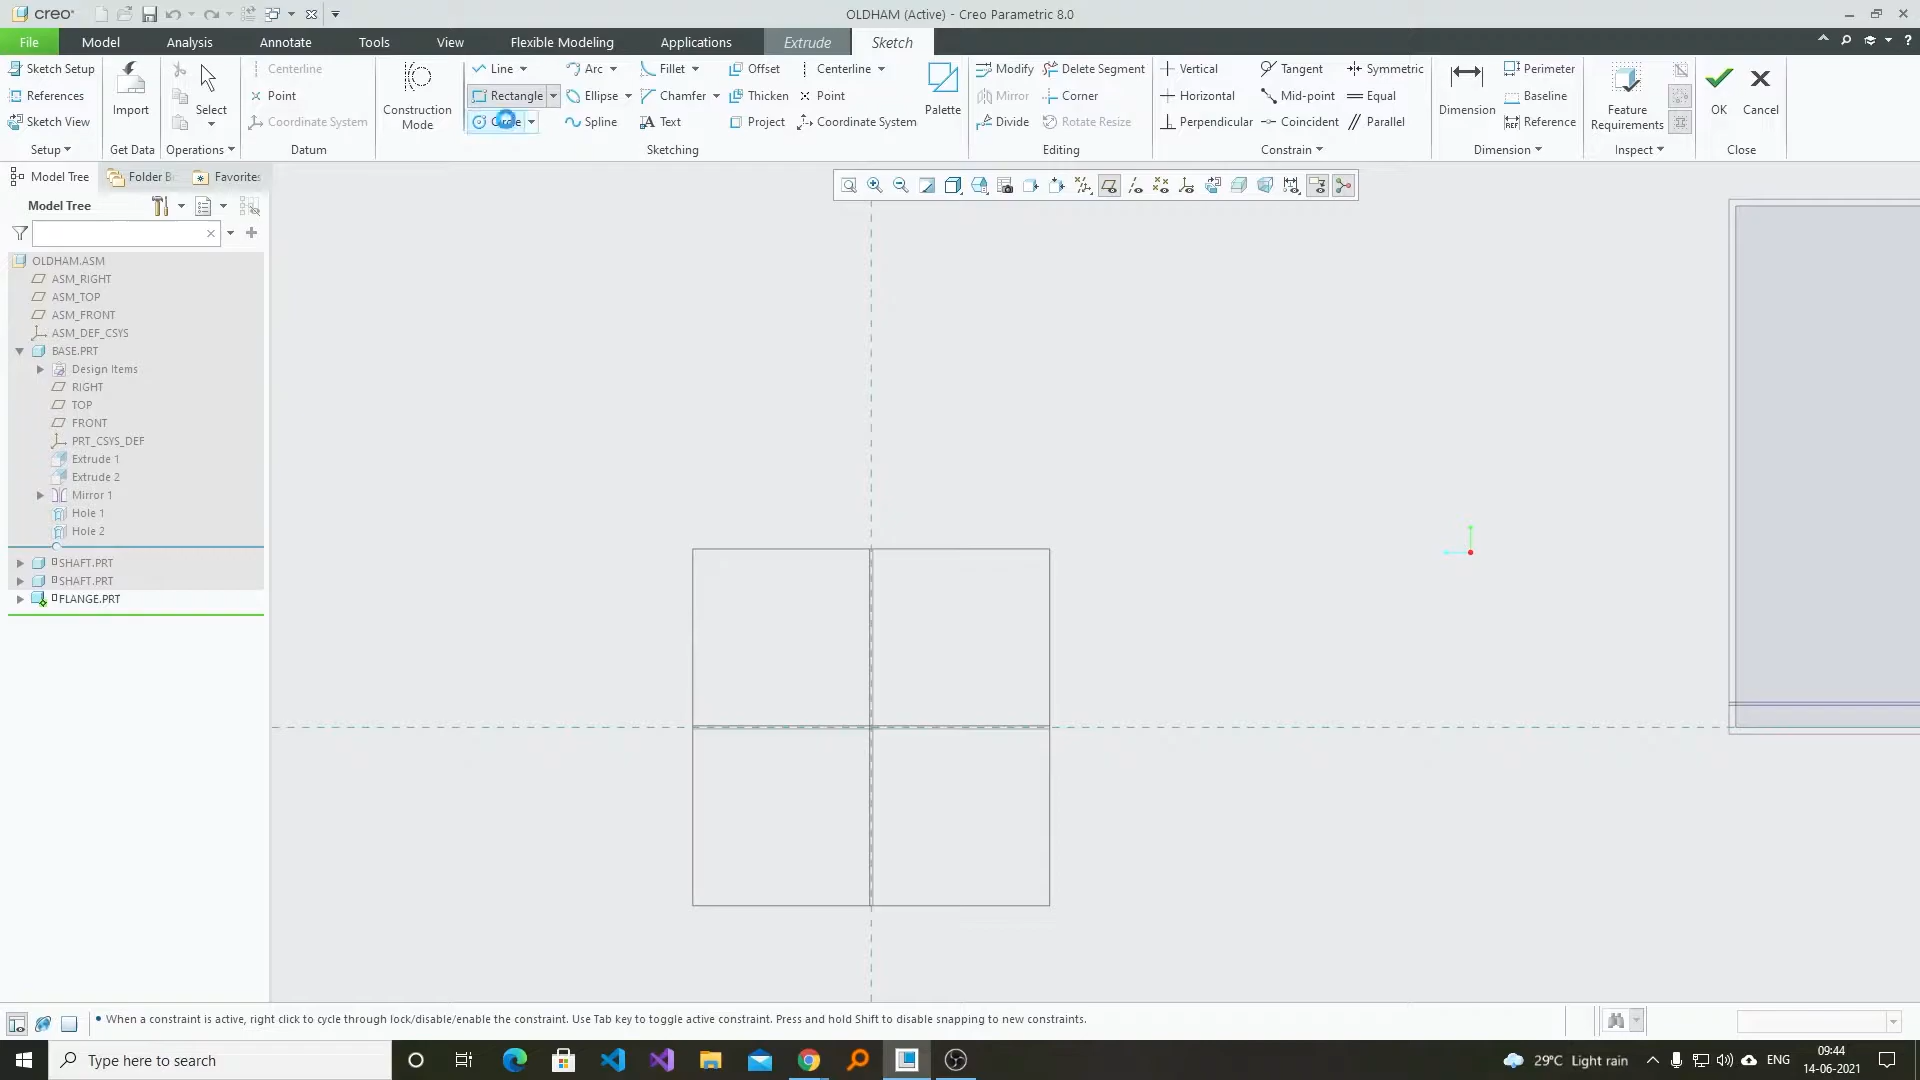 creo
OLDHAM (Active) - Creo Parametric 8.0
File
Model
Analysis
Annotate
Tools
View
Flexible Modeling
Applications
Extrude
Sketch
Sketch Setup
References
Sketch View
Setup
Import
Get Data
Select
Operations
Centerline
Point
Coordinate System
Datum
Construction
Mode
Line
Arc
Fillet
Offset
Centerline
Rectangle
Ellipse
Chamfer
Thicken
Point
Circle
Spline
Text
Project
Coordinate System
Palette
Sketching
Modify
Delete Segment
Mirror
Corner
Divide
Rotate Resize
Editing
Vertical
Tangent
Symmetric
Horizontal
Mid-point
Equal
Perpendicular
Coincident
Parallel
Constrain
Dimension
Perimeter
Baseline
Reference
Dimension
Feature
Requirements
Inspect
OK
Cancel
Close
Model Tree
Folder B
Favorites
Model Tree
OLDHAM.ASM
ASM_RIGHT
ASM_TOP
ASM_FRONT
ASM_DEF_CSYS
BASE.PRT
Design Items
RIGHT
TOP
FRONT
PRT_CSYS_DEF
Extrude 1
Extrude 2
Mirror 1
Hole 1
Hole 2
SHAFT.PRT
SHAFT.PRT
FLANGE.PRT
• When a constraint is active, right click to cycle through lock/disable/enable the constraint. Use Tab key to toggle active constraint. Press and hold Shift to disable snapping to new constraints.
Type here to search
29°C Light rain
ENG
09:44
14-06-2021